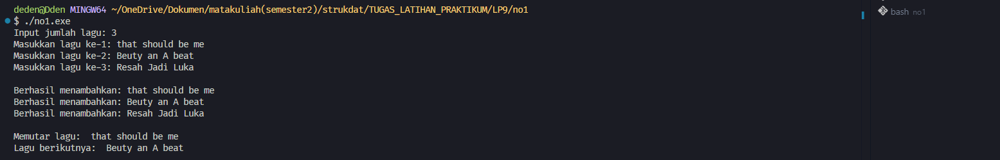 deden@Dden MINGW64 ~/OneDrive/Dokumen/matakuliah(semester2)/strukdat/TUGAS_LATIHAN_PRAKTIKUM/LP9/no1
$ ./no1.exe
Input jumlah lagu: 3
Masukkan lagu ke-1: that should be me
Masukkan lagu ke-2: Beuty an A beat
Masukkan lagu ke-3: Resah Jadi Luka
Berhasil menambahkan: that should be me
Berhasil menambahkan: Beuty an A beat
Berhasil menambahkan: Resah Jadi Luka
Memutar lagu:  that should be me
Lagu berikutnya:  Beuty an A beat
bash no1